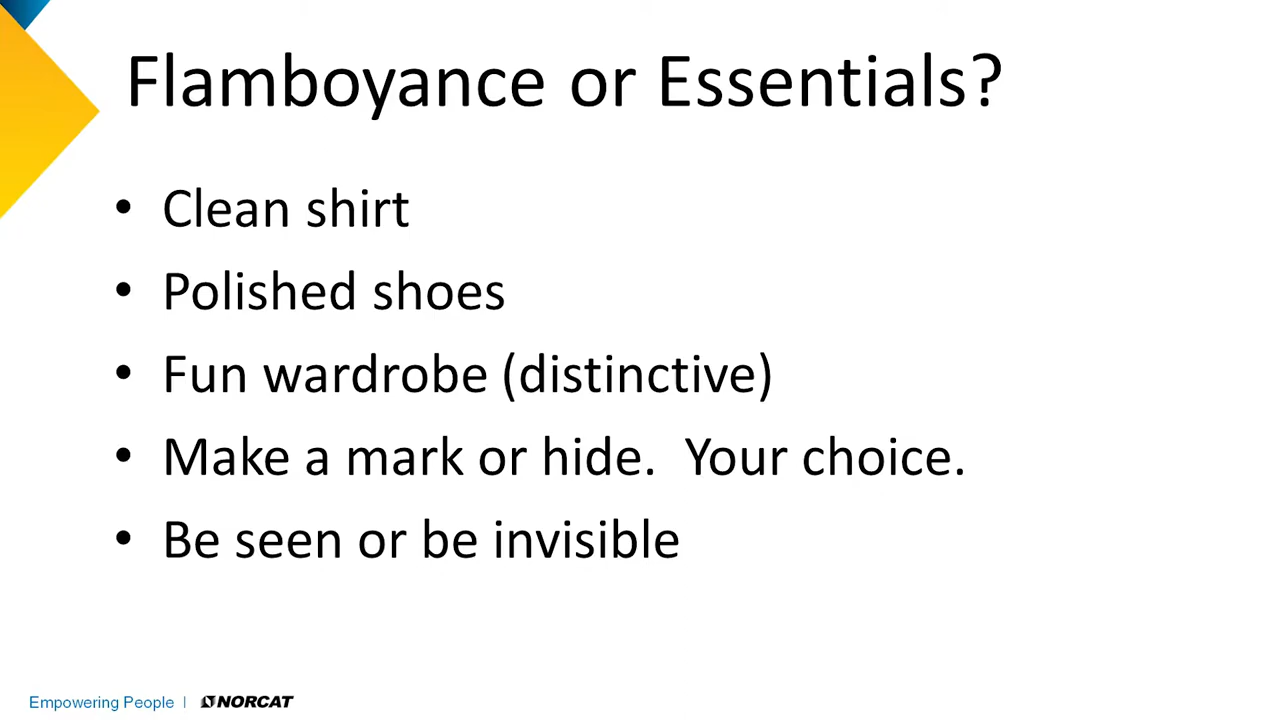 Flamboyance or Essentials?
• Clean shirt
• Polished shoes
• Fun wardrobe (distinctive)
• Make a mark or hide.  Your choice.
• Be seen or be invisible
Empowering People | NORCAT